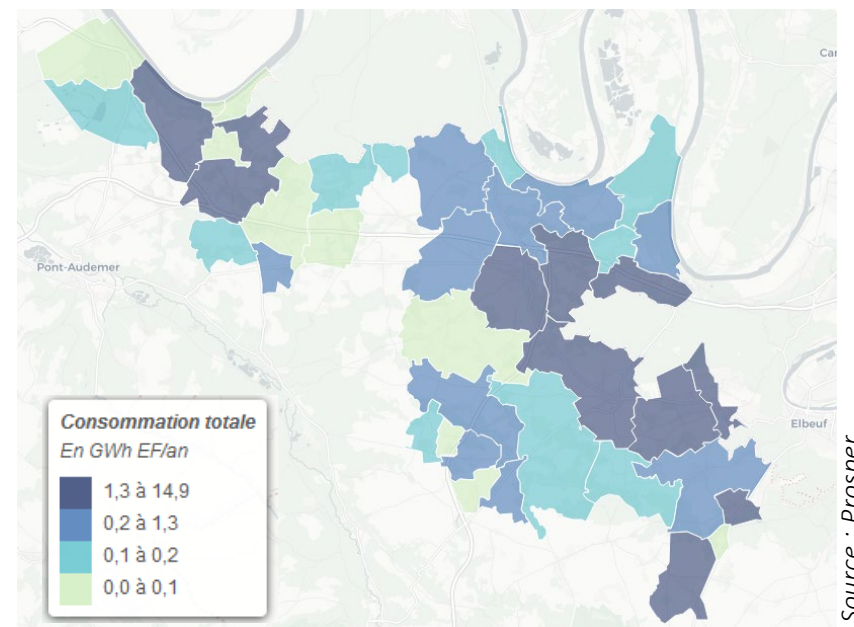 Car
Pont-Audemer
Elbeuf
Consommation totale
En GWh EF/an
1,3 à 14,9
0,2 à 1,3
0,1 à 0,2
0,0 à 0,1
Source : Prosper